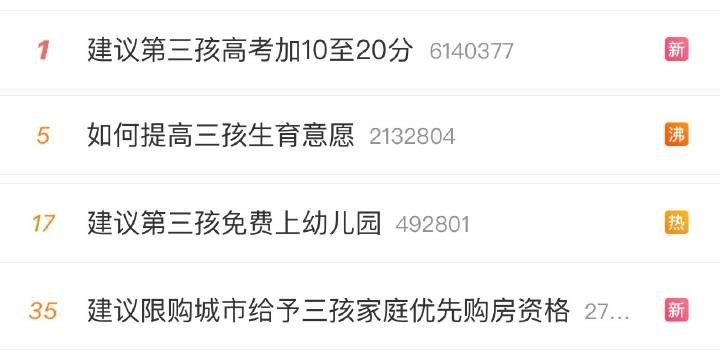 1 建议第三孩高考加10至20分 6140377 新
5 如何提高三孩生育意愿 2132804 沸
17 建议第三孩免费上幼儿园 492801 热
35 建议限购城市给予三孩家庭优先购房资格 27... 新